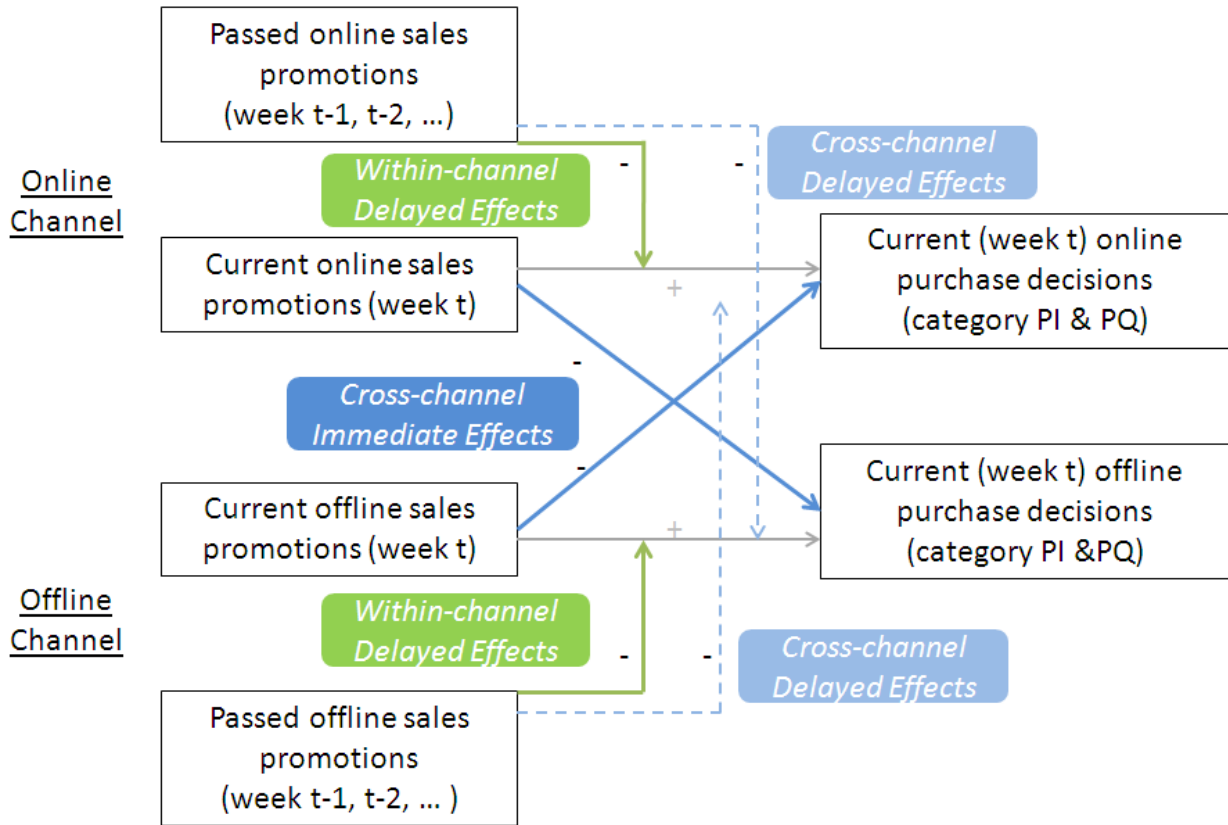 Passed online sales
promotions
(week t-1, t-2, ...)
Online
Channel
Within-channel
Delayed Effects
-
-
Cross-channel
Delayed Effects
Current online sales
promotions (week t)
+
Current (week t) online
purchase decisions
(category PI & PQ)
-
Cross-channel
Immediate Effects
-
Current offline sales
promotions (week t)
+
Current (week t) offline
purchase decisions
(category PI &PQ)
Offline
Channel
Within-channel
Delayed Effects
-
-
Cross-channel
Delayed Effects
Passed offline sales
promotions
(week t-1, t-2, ... )